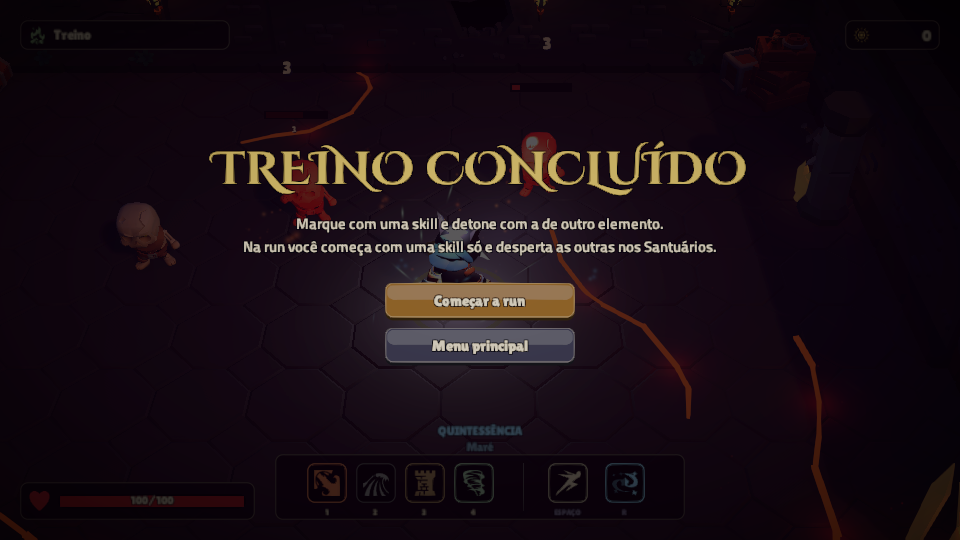 Treino
0
3
3
1
TREINO CONCLUÍDO
Marque com uma skill e detone com a de outro elemento.
Na run você começa com uma skill só e desperta as outras nos Santuários.
Começar a run
Menu principal
QUINTESSÊNCIA
Maré
100/100
1
2
3
4
ESPAÇO